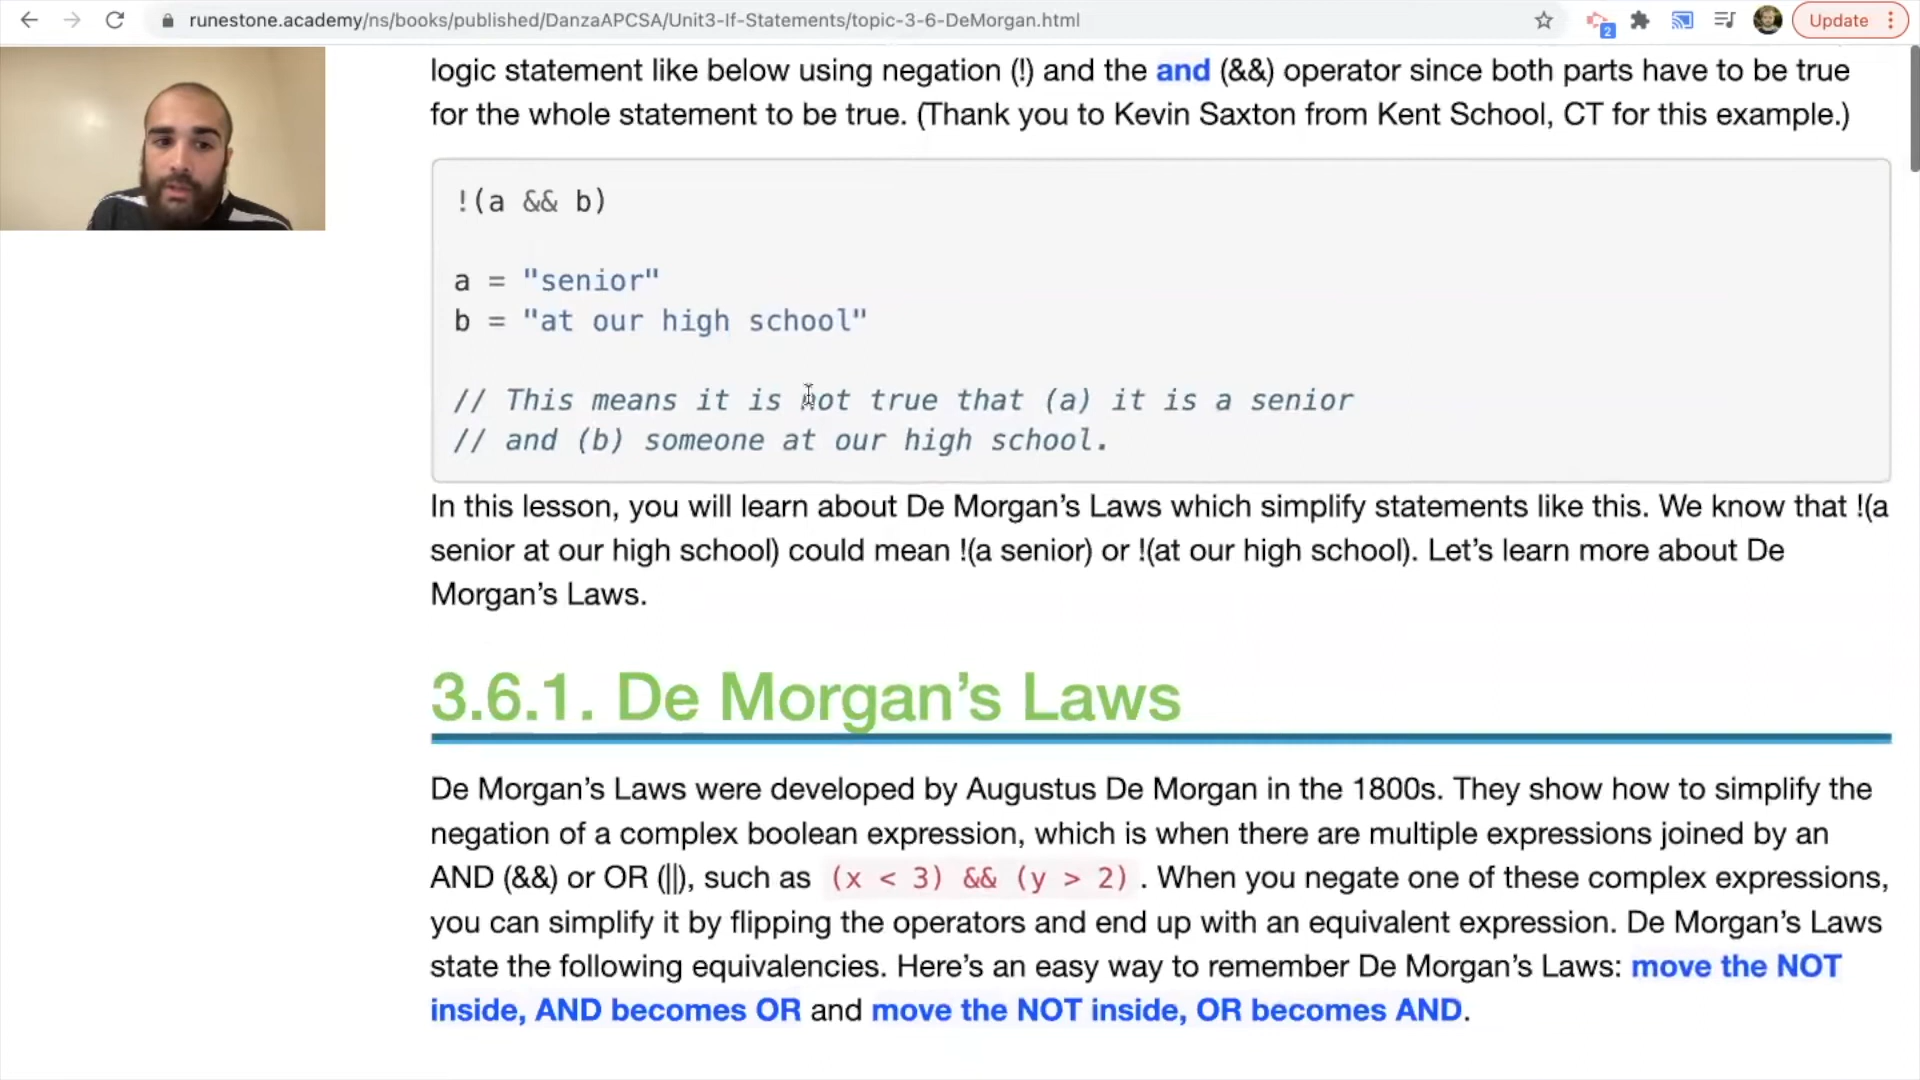 runestone.academy/ns/books/published/DanzaAPCSA/Unit3-If-Statements/topic-3-6-DeMorgan.html
2
Update
logic statement like below using negation (!) and the and (&&) operator since both parts have to be true
for the whole statement to be true. (Thank you to Kevin Saxton from Kent School, CT for this example.)
!(a && b)
a = "senior"
b = "at our high school"
// This means it is not true that (a) it is a senior
// and (b) someone at our high school.
In this lesson, you will learn about De Morgan’s Laws which simplify statements like this. We know that !(a
senior at our high school) could mean !(a senior) or !(at our high school). Let’s learn more about De
Morgan’s Laws.
3.6.1. De Morgan’s Laws
De Morgan’s Laws were developed by Augustus De Morgan in the 1800s. They show how to simplify the
negation of a complex boolean expression, which is when there are multiple expressions joined by an
AND (&&) or OR (||), such as (x < 3) && (y > 2) . When you negate one of these complex expressions,
you can simplify it by flipping the operators and end up with an equivalent expression. De Morgan’s Laws
state the following equivalencies. Here’s an easy way to remember De Morgan’s Laws: move the NOT
inside, AND becomes OR and move the NOT inside, OR becomes AND.